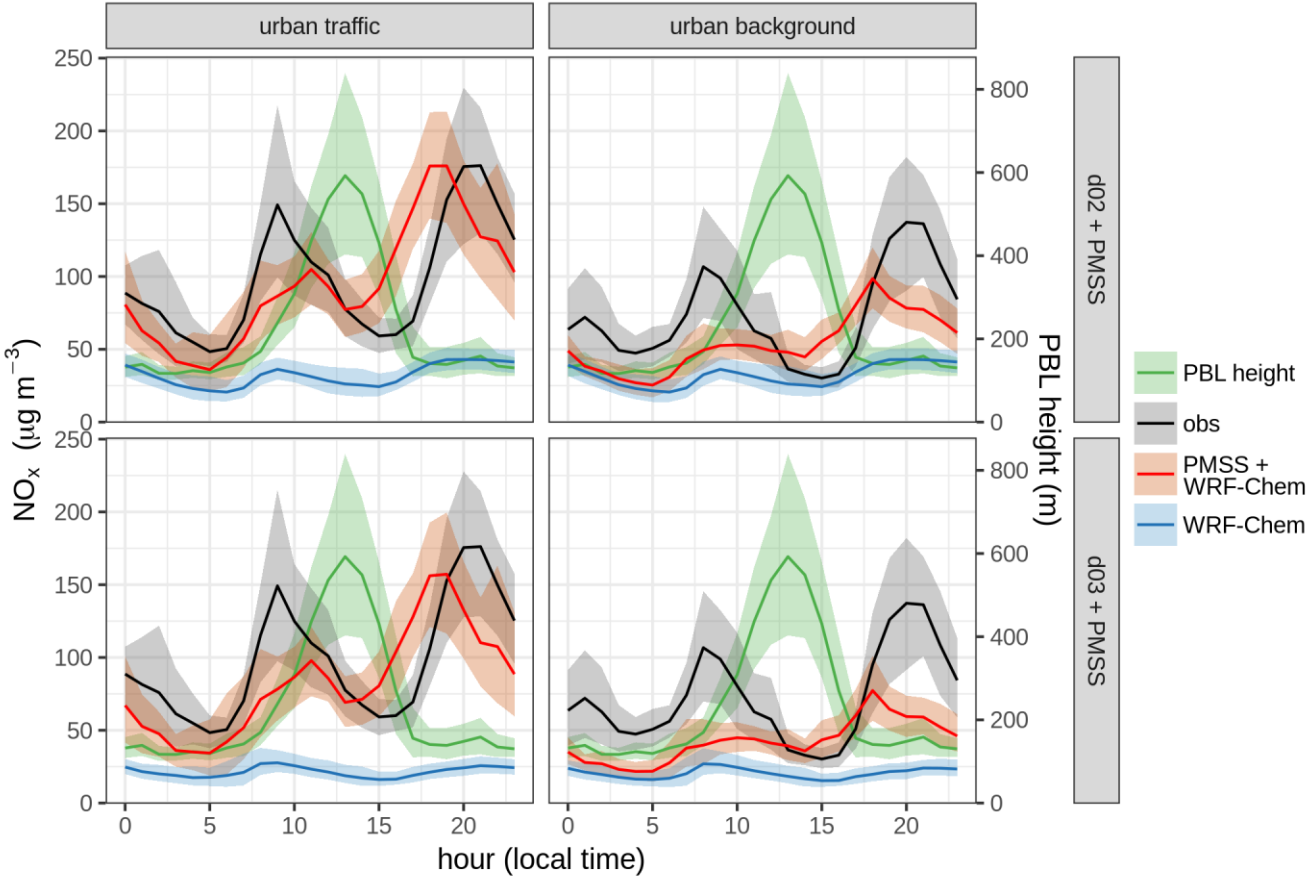 urban traffic
urban background
250
200
150
100
50
0
800
600
400
200
0
d02 + PMSS
250
200
150
100
50
0
800
600
400
200
0
d03 + PMSS
0 5 10 15 20
0 5 10 15 20
NOₓ (µg m⁻³)
PBL height (m)
hour (local time)
PBL height
obs
PMSS +
WRF-Chem
WRF-Chem